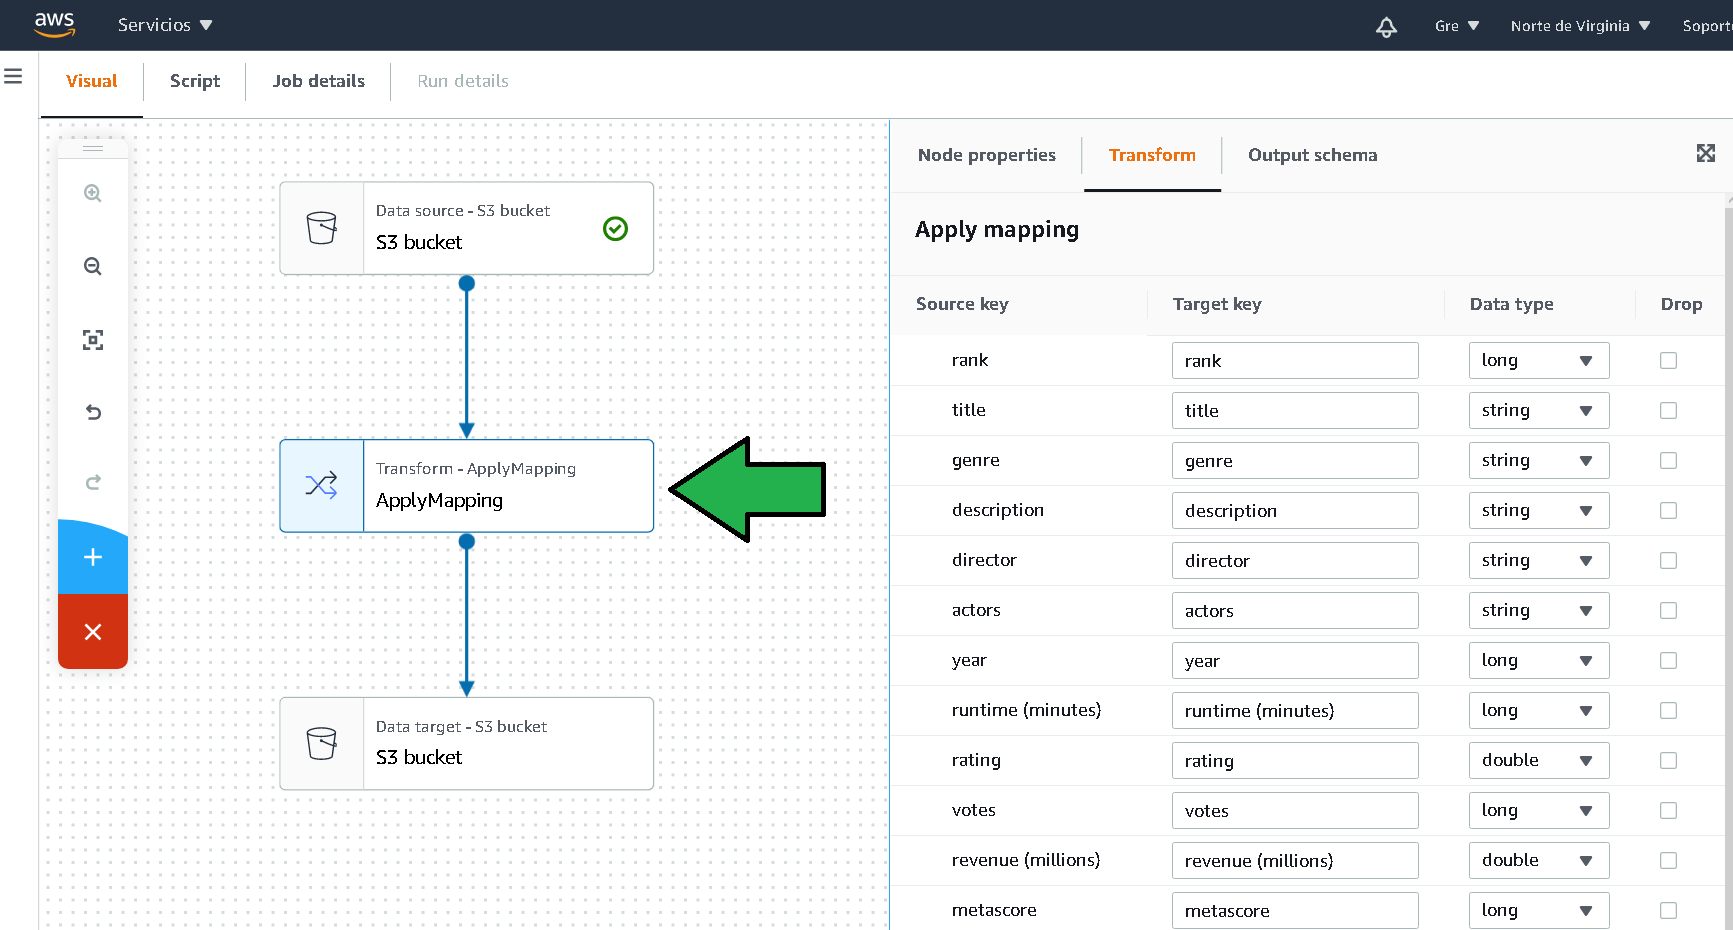 aws Servicios Gre Norte de Virginia Soporte
Visual Script Job details Run details
Node properties Transform Output schema
Data source - S3 bucket
S3 bucket
Transform - ApplyMapping
ApplyMapping
Data target - S3 bucket
S3 bucket
Apply mapping
Source key Target key Data type Drop
rank rank long
title title string
genre genre string
description description string
director director string
actors actors string
year year long
runtime (minutes) runtime (minutes) long
rating rating double
votes votes long
revenue (millions) revenue (millions) double
metascore metascore long